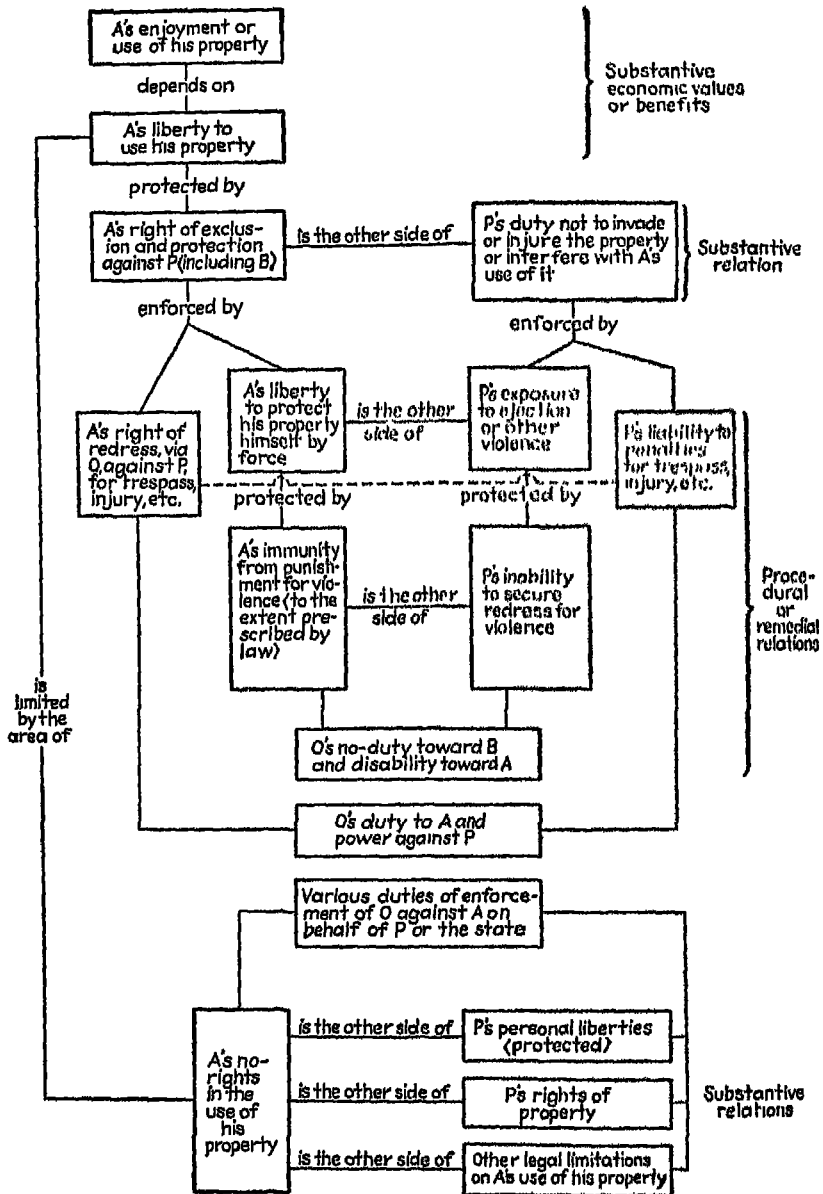 A's enjoyment or
use of his property
depends on
Substantive
economic values
or benefits
A's liberty to
use his property
protected by
A's right of exclus-
ion and protection
against P (including B)
is the other side of
P's duty not to invade
or injure the property
or interfere with A's
use of it
Substantive
relation
enforced by
enforced by
A's right of
redress, via
O, against P,
for trespass,
injury, etc.
A's liberty
to protect
his property
himself by
force
is the other
side of
P's exposure
to ejection
or other
violence
P's liability to
penalties
for trespass,
injury, etc.
protected by
protected by
A's immunity
from punish-
ment for vio-
lence (to the
extent pre-
scribed by
law)
is the other
side of
P's inability
to secure
redress for
violence
Proce-
dural
or
remedial
relations
is
limited
by the
area of
O's no-duty toward B
and disability toward A
O's duty to A and
power against P
Various duties of enforce-
ment of O against A on
behalf of P or the state
A's no-
rights
in the
use of
his
property
is the other side of
P's personal liberties
(protected)
is the other side of
P's rights of
property
is the other side of
Other legal limitations
on A's use of his property
Substantive
relations